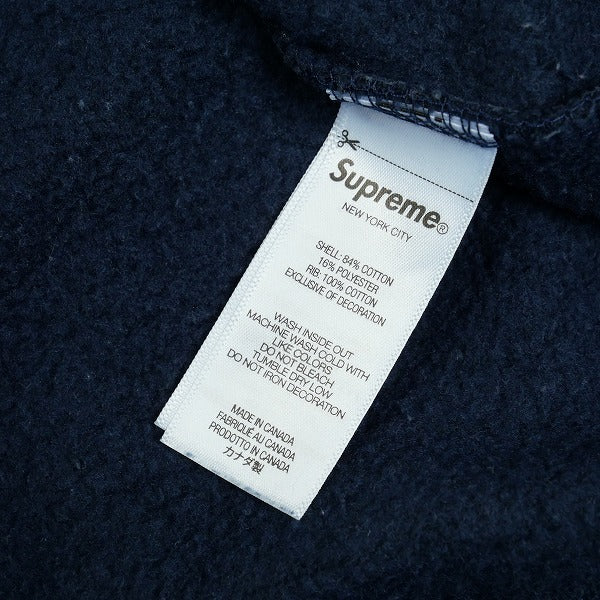 Supreme®
NEW YORK CITY
SHELL: 84% COTTON
16% POLYESTER
RIB: 100% COTTON
EXCLUSIVE OF DECORATION
WASH INSIDE OUT
MACHINE WASH COLD WITH
LIKE COLORS
DO NOT BLEACH
TUMBLE DRY LOW
DO NOT IRON DECORATION
MADE IN CANADA
FABRIQUÉ AU CANADA
PRODOTTO IN CANADA
カナダ製